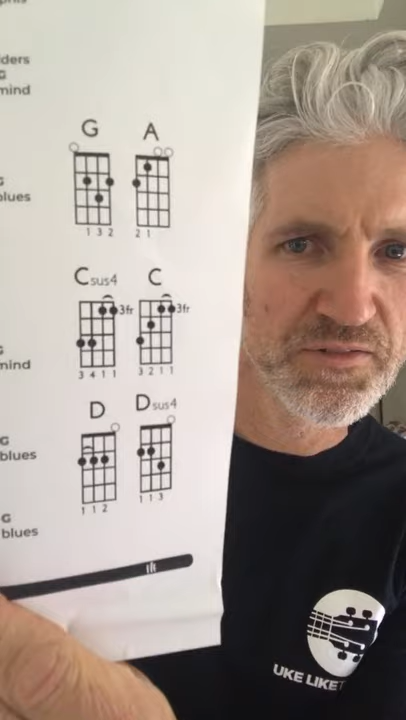 G
mind
G A
blues
1 3 2 2 1
Csus4 C
3fr 3fr
mind
3 4 1 1 3 2 1 1
D Dsus4
G
blues
1 1 2 1 1 3
G
blues
UKE LIKE